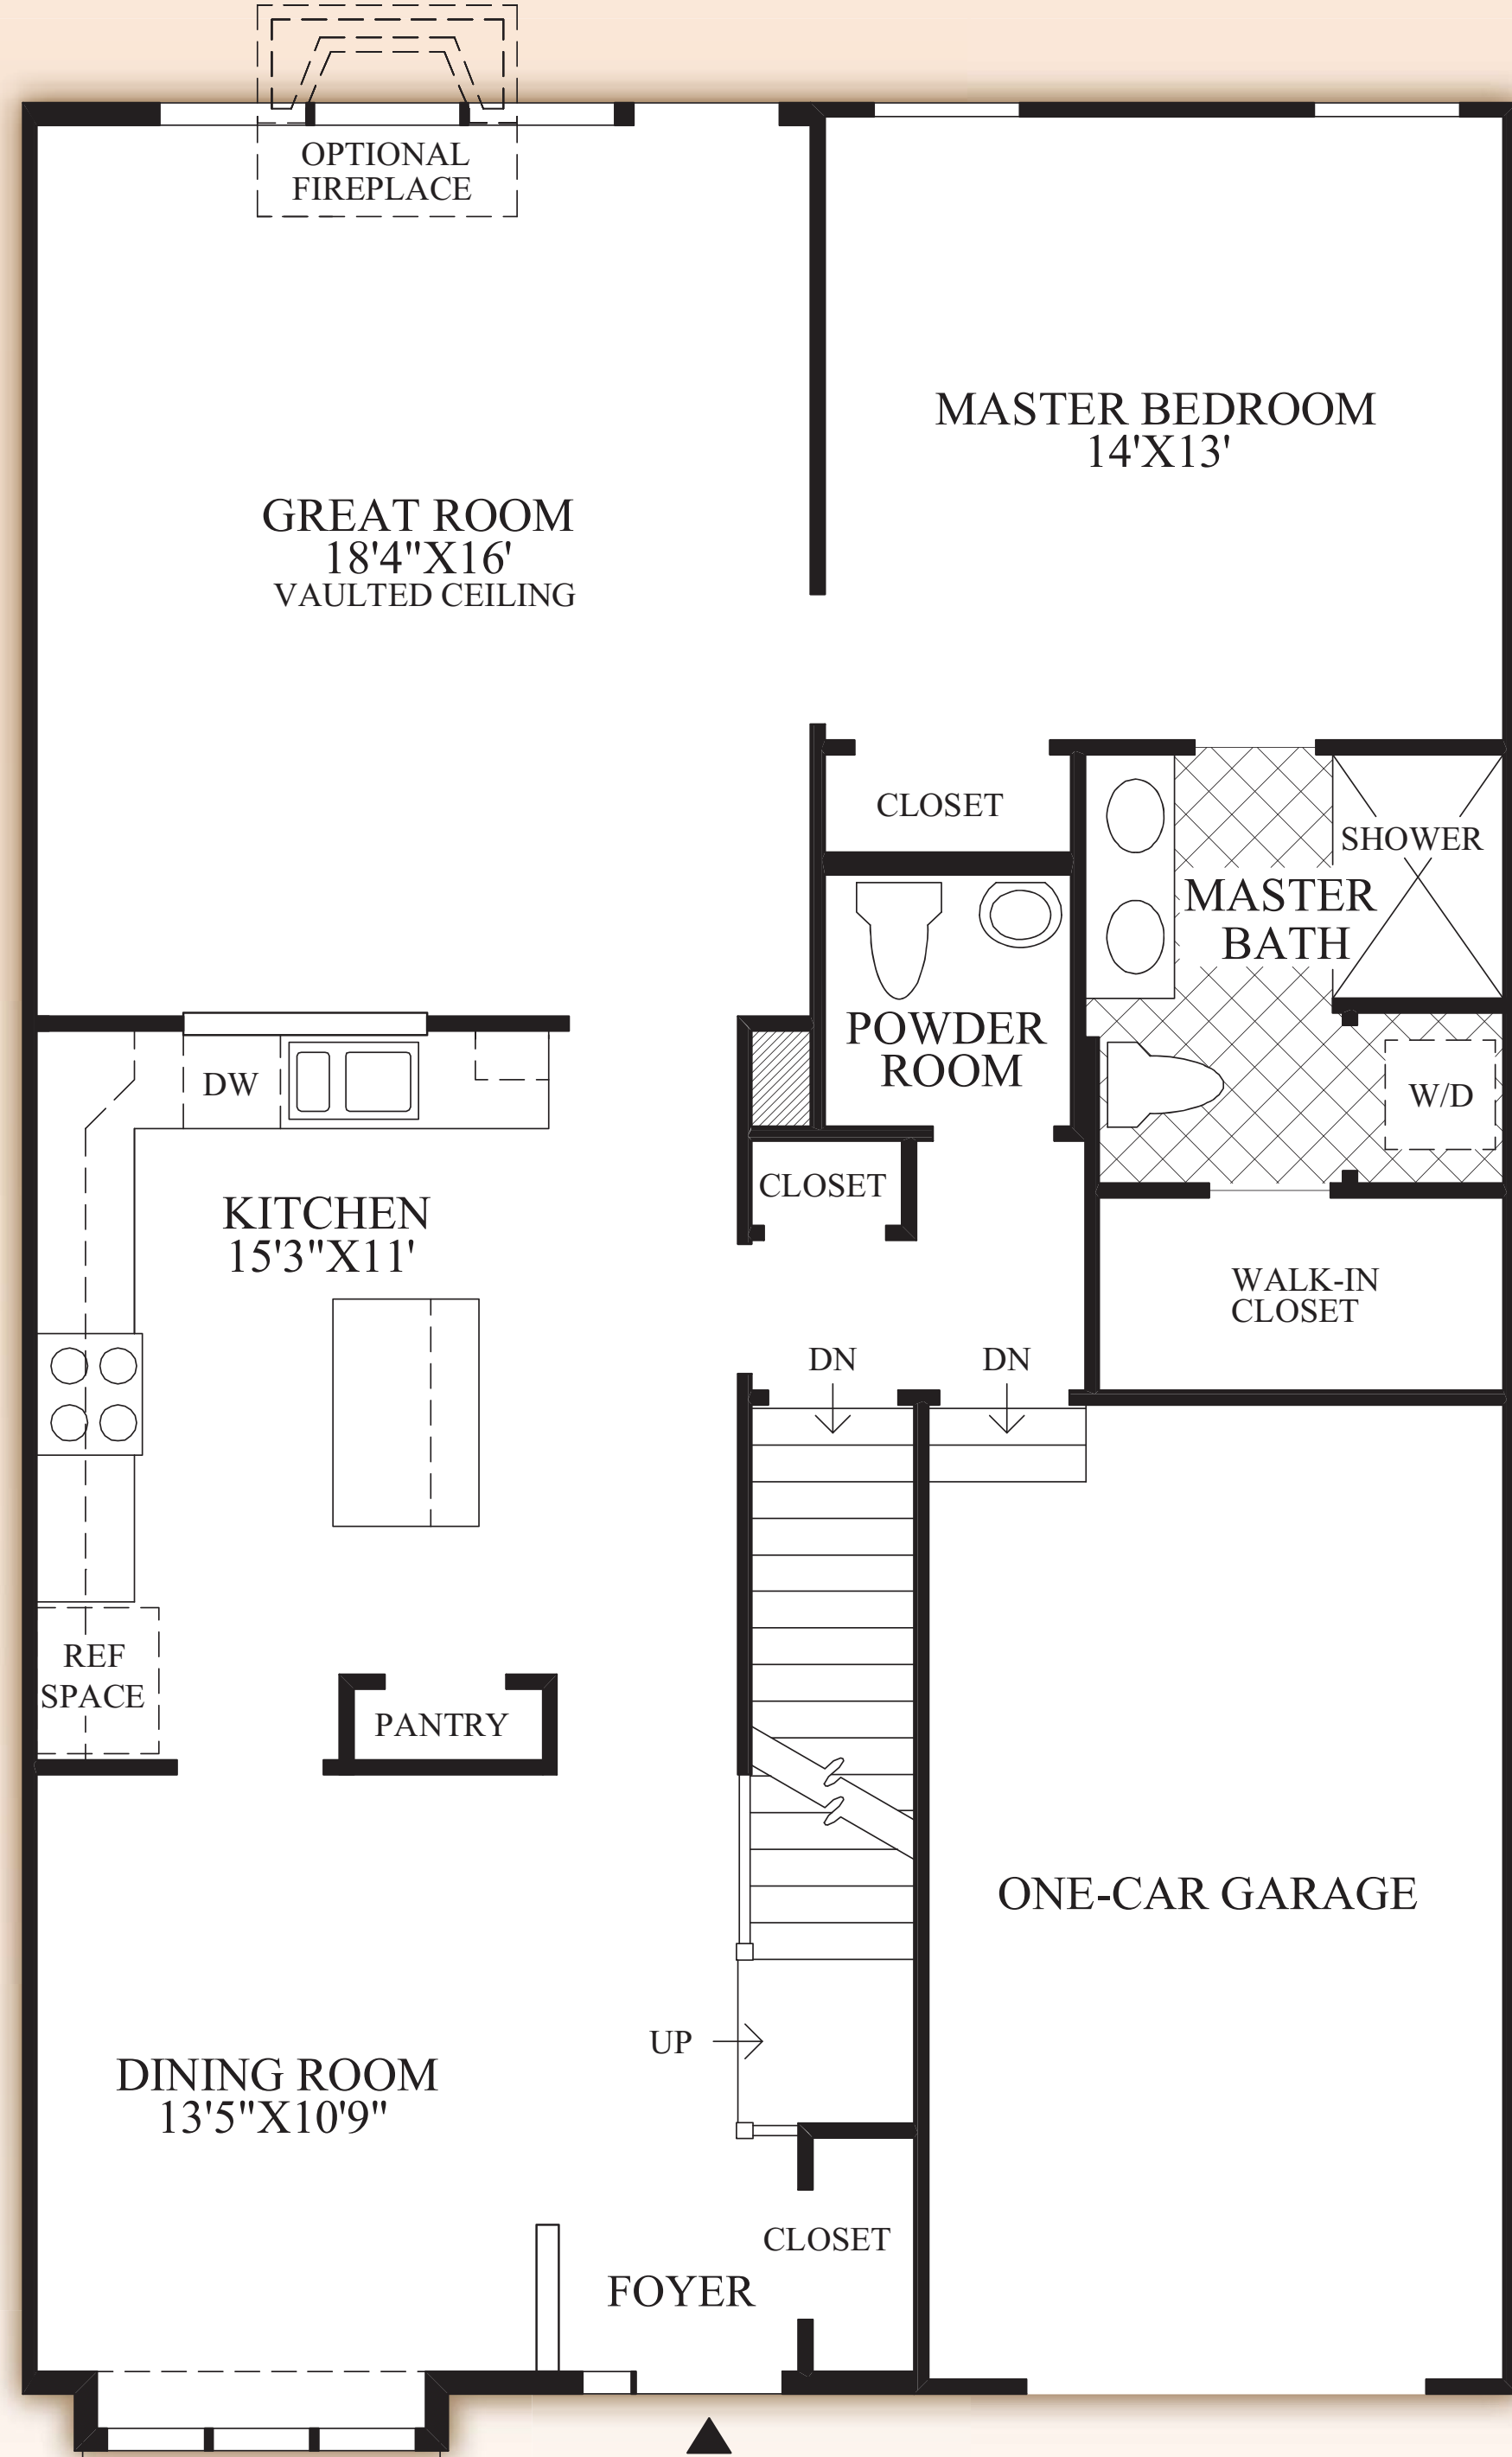 OPTIONAL
FIREPLACE
MASTER BEDROOM
14'X13'
GREAT ROOM
18'4"X16'
VAULTED CEILING
CLOSET
SHOWER
MASTER
BATH
POWDER
ROOM
DW
W/D
CLOSET
KITCHEN
15'3"X11'
WALK-IN
CLOSET
DN
DN
REF
SPACE
PANTRY
ONE-CAR GARAGE
UP
DINING ROOM
13'5"X10'9"
CLOSET
FOYER